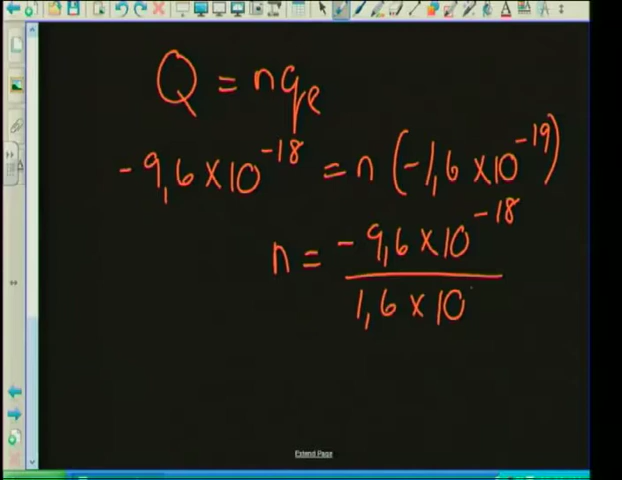 Q = nqe
-9,6 x 10^-18 = n (-1,6 x 10^-19)
n = -9,6 x 10^-18
1,6 x 10
Extend Page